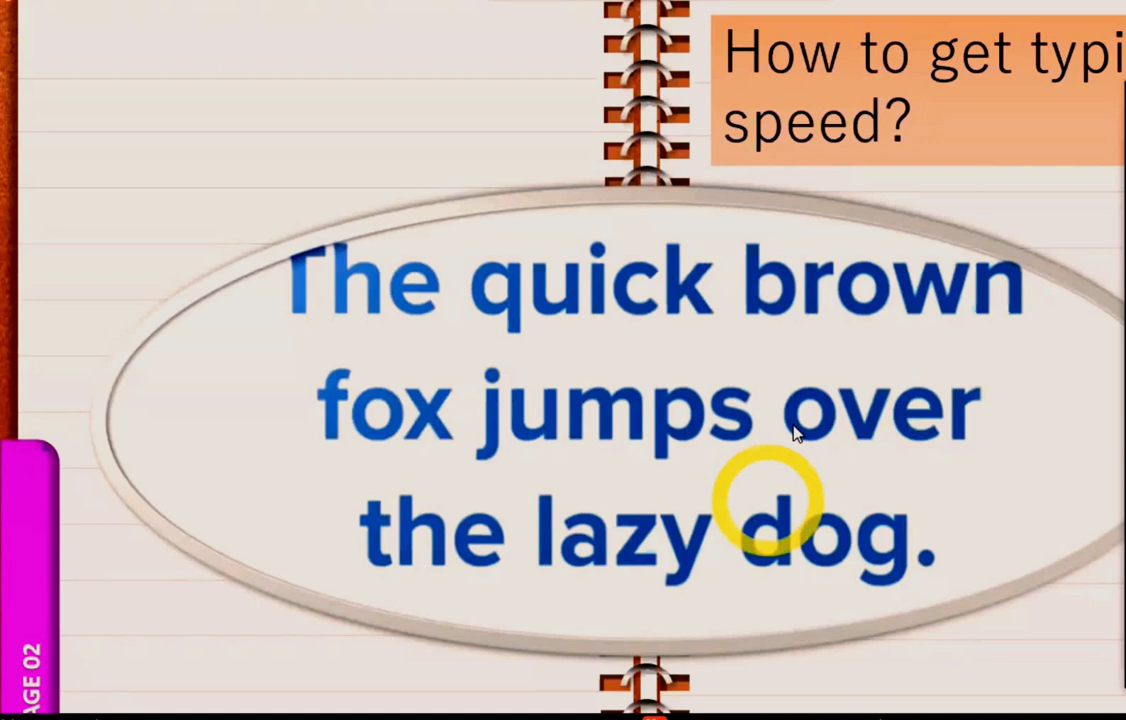 How to get typi
speed?
The quick brown
fox jumps over
the lazy dog.
AGE 02